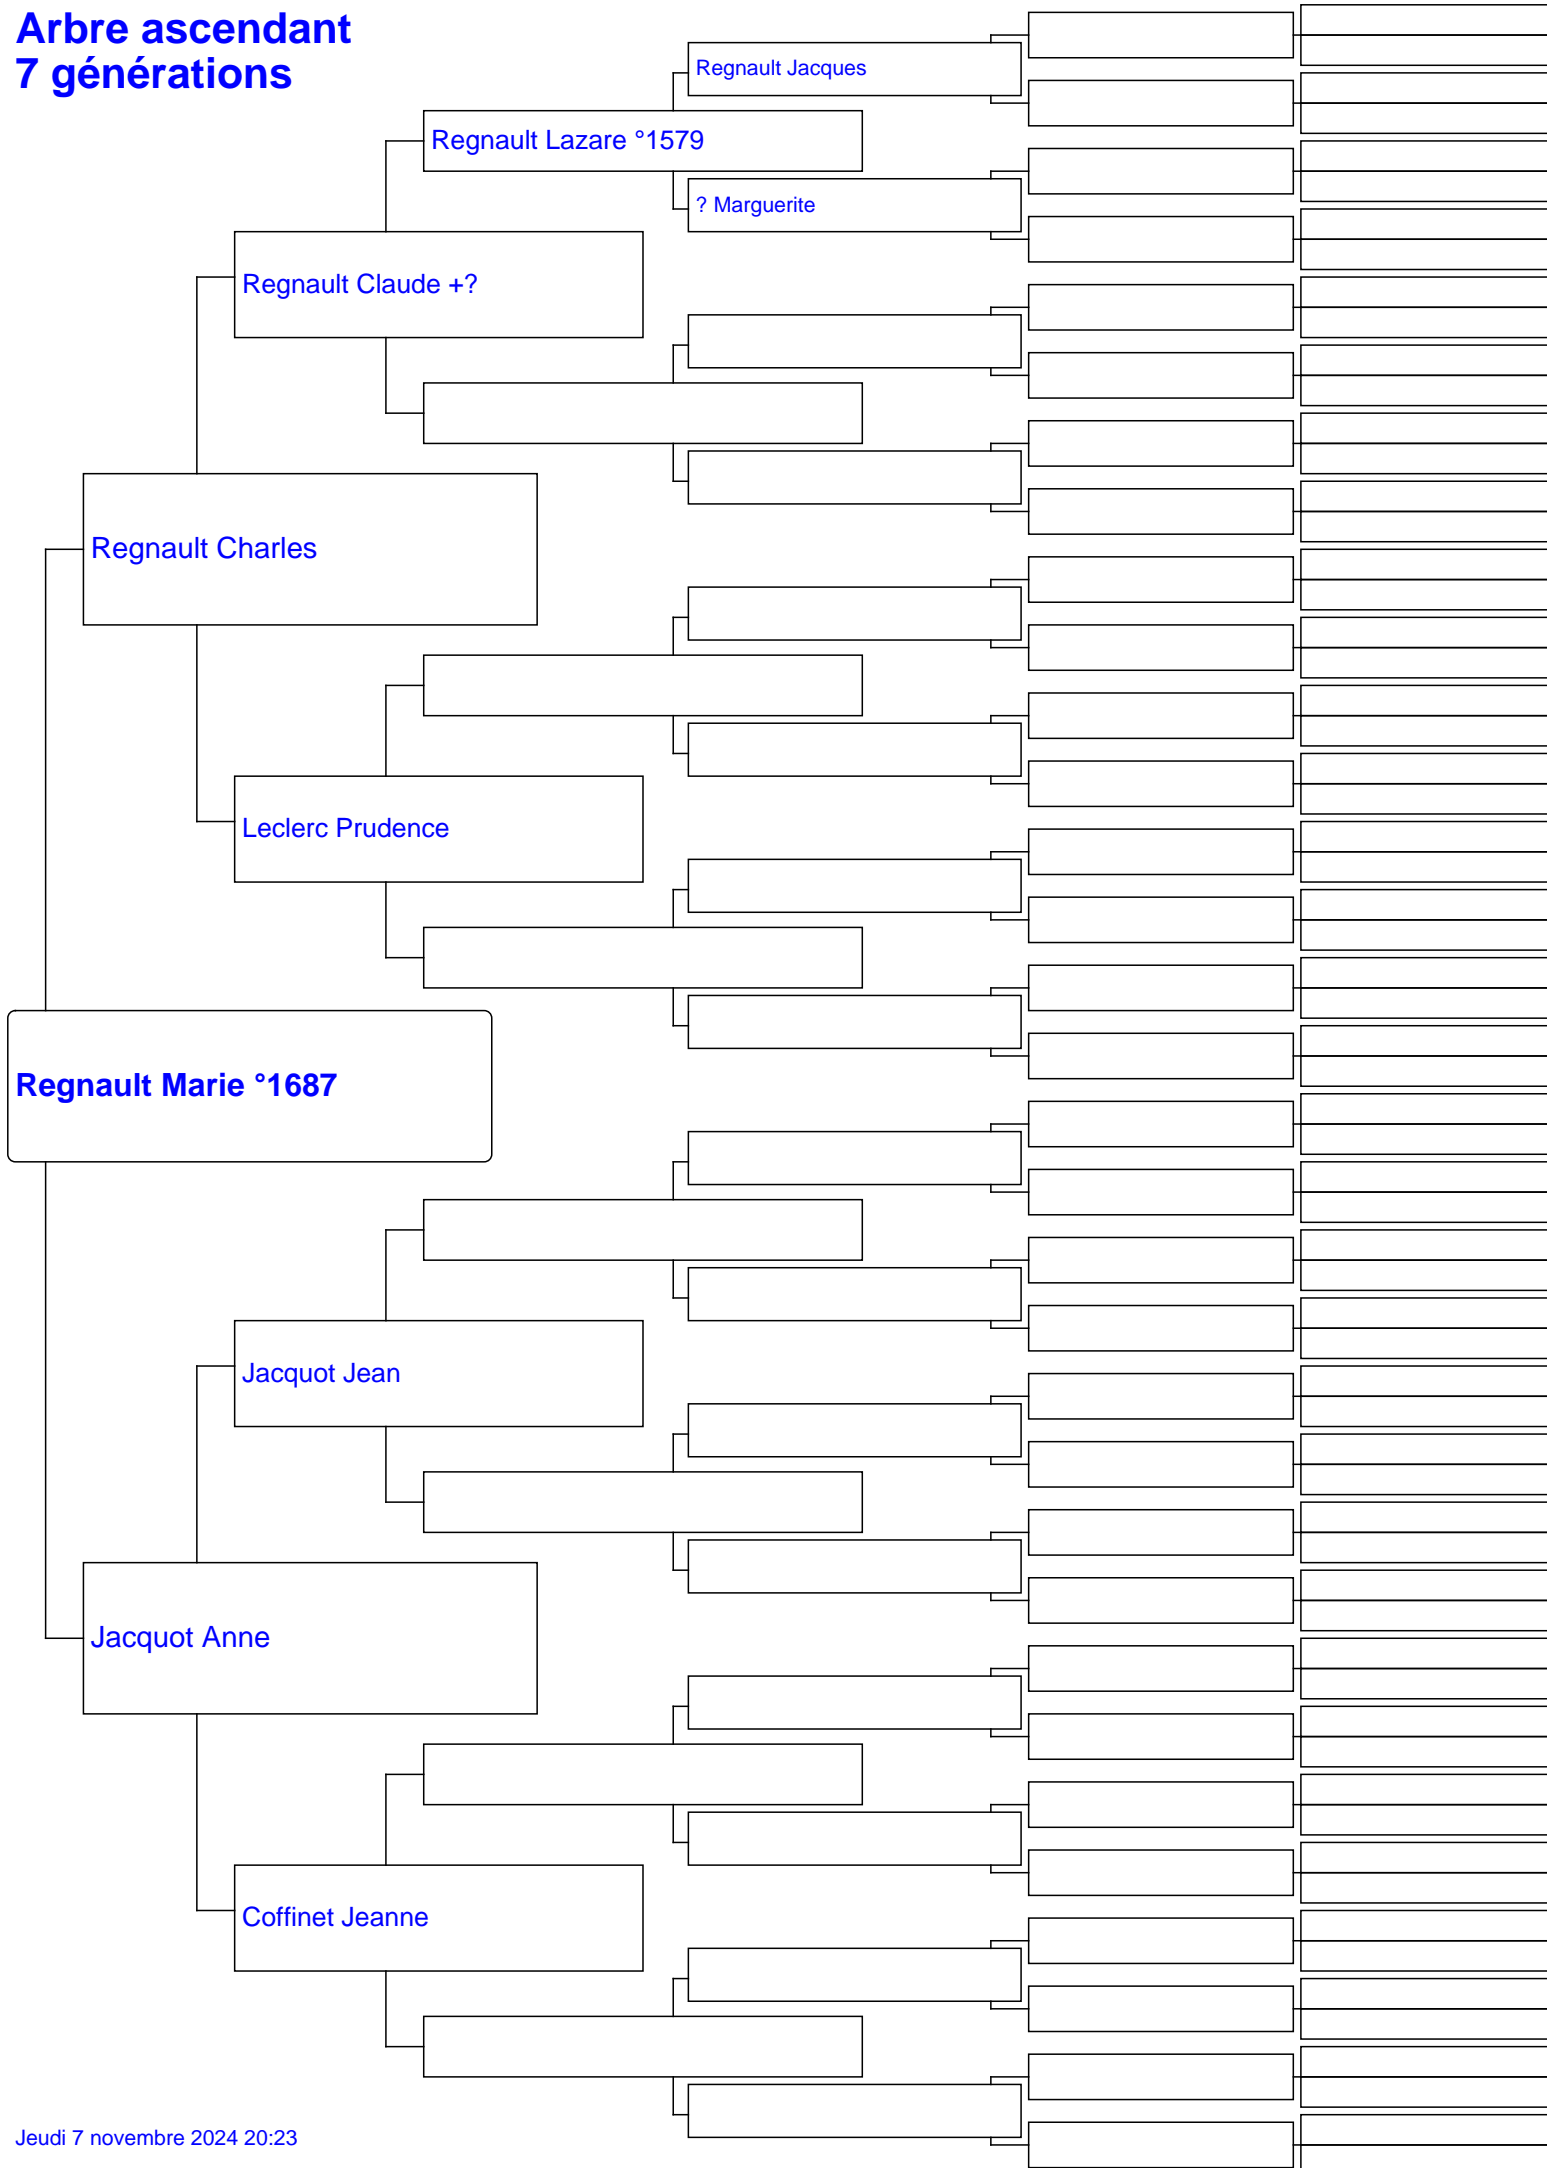 Arbre ascendant
7 générations
Regnault Jacques
Regnault Lazare °1579
? Marguerite
Regnault Claude +?
Regnault Charles
Leclerc Prudence
Regnault Marie °1687
Jacquot Jean
Jacquot Anne
Coffinet Jeanne
Jeudi 7 novembre 2024 20:23